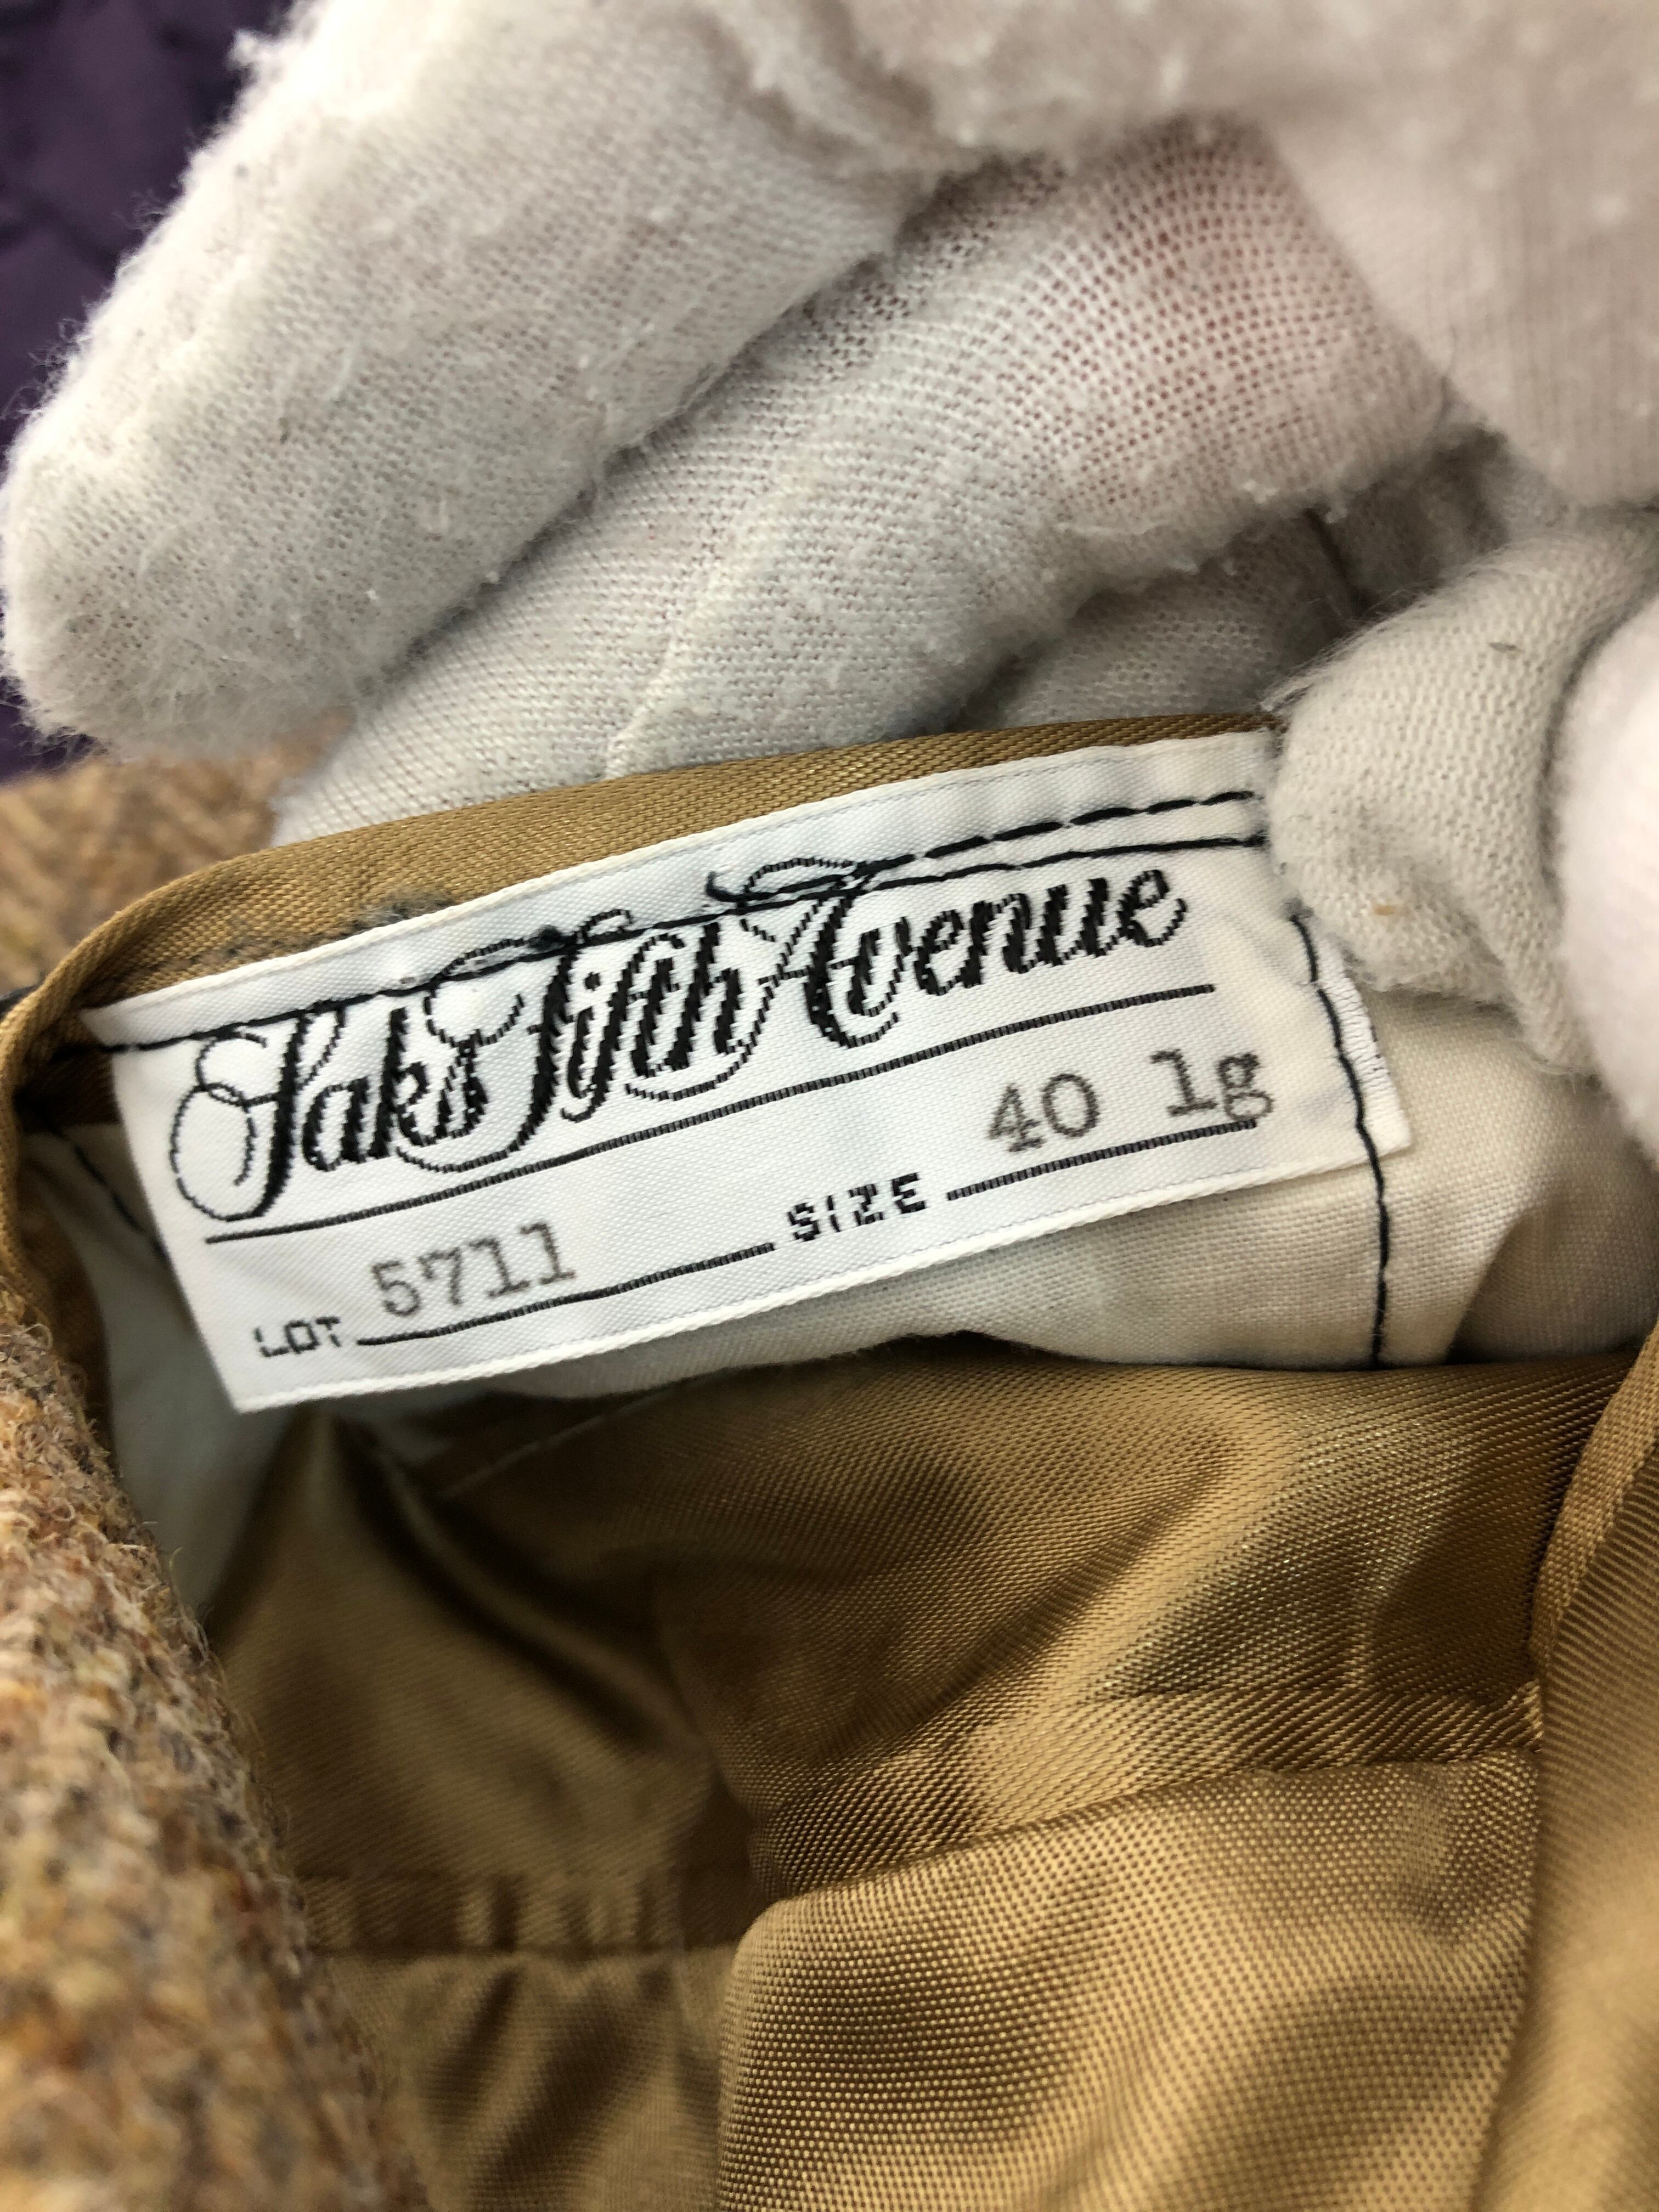 Saks Fifth Avenue
LOT 5711 SIZE 40 lg